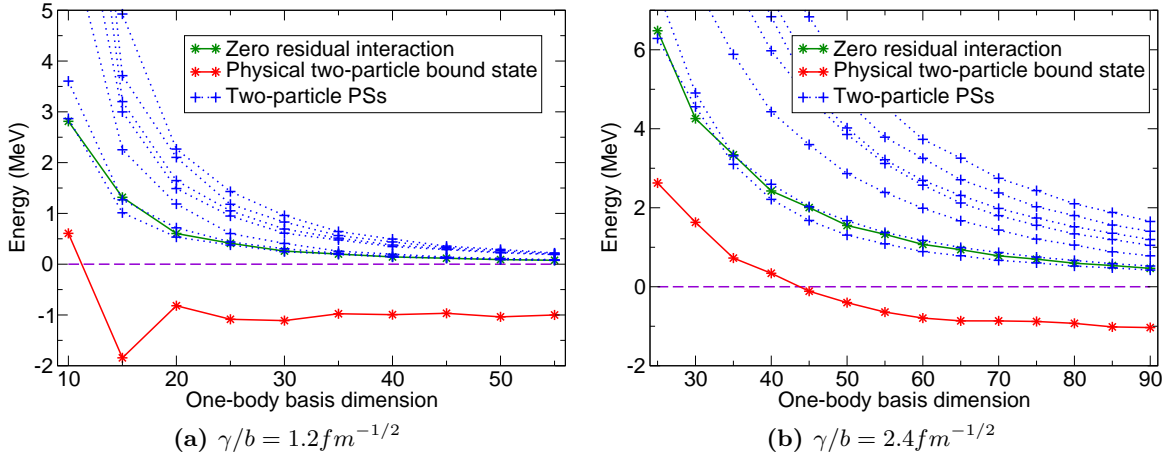 5
4
3
2
1
0
-1
-2
Energy (MeV)
Zero residual interaction
Physical two-particle bound state
Two-particle PSs
10
20
30
40
50
One-body basis dimension
(a) γ/b = 1.2fm^{-1/2}
6
4
2
0
-2
Energy (MeV)
Zero residual interaction
Physical two-particle bound state
Two-particle PSs
30
40
50
60
70
80
90
One-body basis dimension
(b) γ/b = 2.4fm^{-1/2}